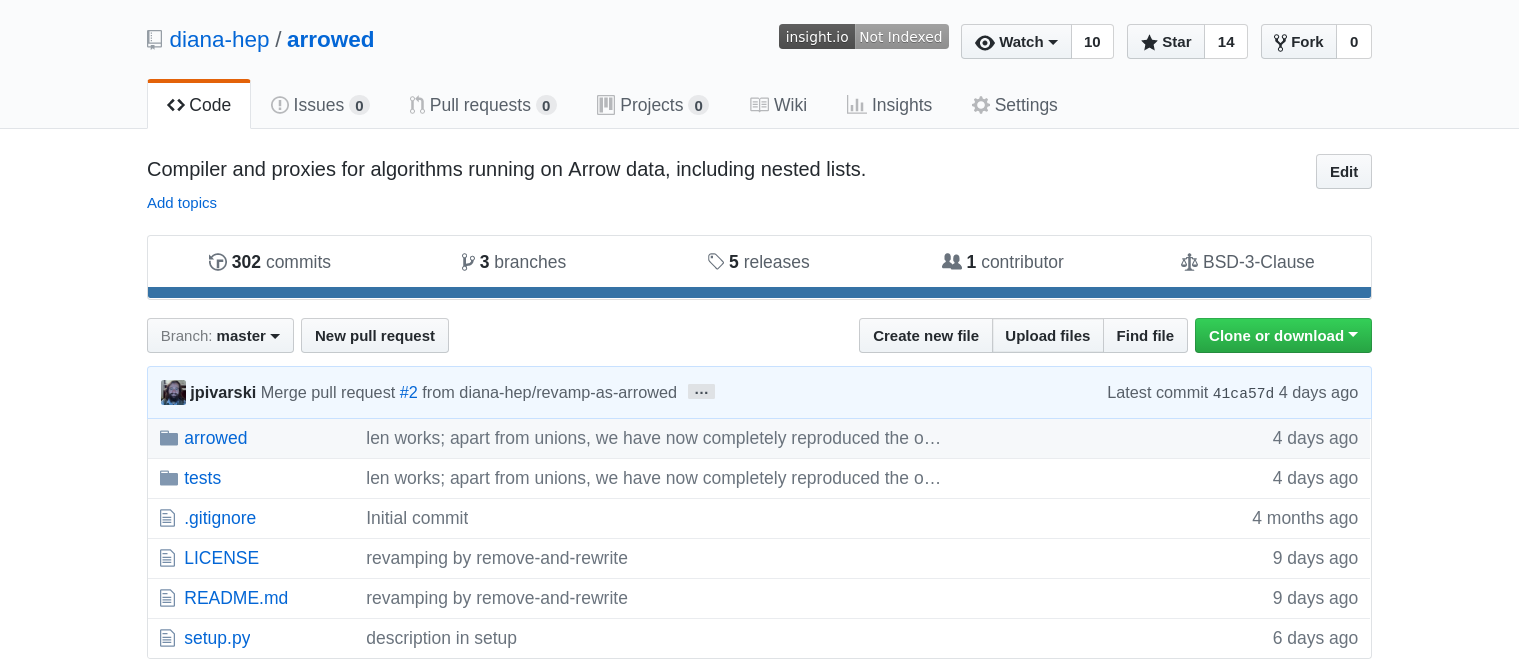 diana-hep / arrowed
insight.io Not Indexed
Watch 10
Star 14
Fork 0
Code Issues 0 Pull requests 0 Projects 0 Wiki Insights Settings
Compiler and proxies for algorithms running on Arrow data, including nested lists.
Edit
Add topics
302 commits 3 branches 5 releases 1 contributor BSD-3-Clause
Branch: master New pull request Create new file Upload files Find file Clone or download
jpivarski Merge pull request #2 from diana-hep/revamp-as-arrowed … Latest commit 41ca57d 4 days ago
arrowed len works; apart from unions, we have now completely reproduced the o… 4 days ago
tests len works; apart from unions, we have now completely reproduced the o… 4 days ago
.gitignore Initial commit 4 months ago
LICENSE revamping by remove-and-rewrite 9 days ago
README.md revamping by remove-and-rewrite 9 days ago
setup.py description in setup 6 days ago